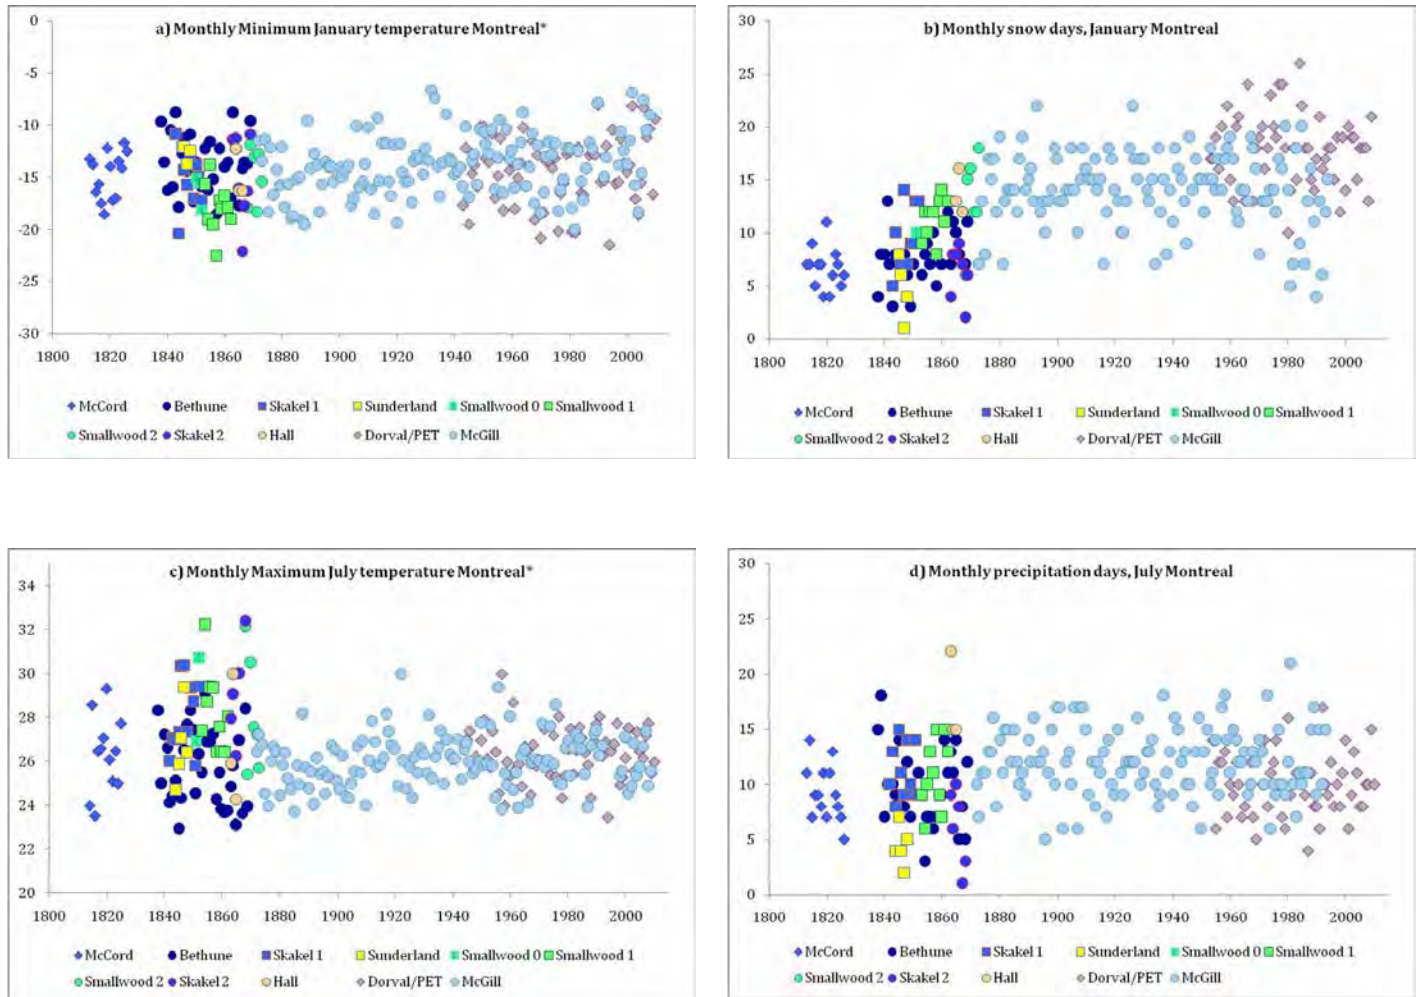 a) Monthly Minimum January temperature Montreal*
-0
-5
-10
-15
-20
-25
-30
1800 1820 1840 1860 1880 1900 1920 1940 1960 1980 2000
McCord Bethune Skakel 1 Sunderland Smallwood 0 Smallwood 1
Smallwood 2 Skakel 2 Hall Dorval/PET McGill
b) Monthly snow days, January Montreal
30
25
20
15
10
5
0
1800 1820 1840 1860 1880 1900 1920 1940 1960 1980 2000
McCord Bethune Skakel 1 Sunderland Smallwood 0 Smallwood 1
Smallwood 2 Skakel 2 Hall Dorval/PET McGill
c) Monthly Maximum July temperature Montreal*
34
32
30
28
26
24
22
20
1800 1820 1840 1860 1880 1900 1920 1940 1960 1980 2000
McCord Bethune Skakel 1 Sunderland Smallwood 0 Smallwood 1
Smallwood 2 Skakel 2 Hall Dorval/PET McGill
d) Monthly precipitation days, July Montreal
30
25
20
15
10
5
0
1800 1820 1840 1860 1880 1900 1920 1940 1960 1980 2000
McCord Bethune Skakel 1 Sunderland Smallwood 0 Smallwood 1
Smallwood 2 Skakel 2 Hall Dorval/PET McGill